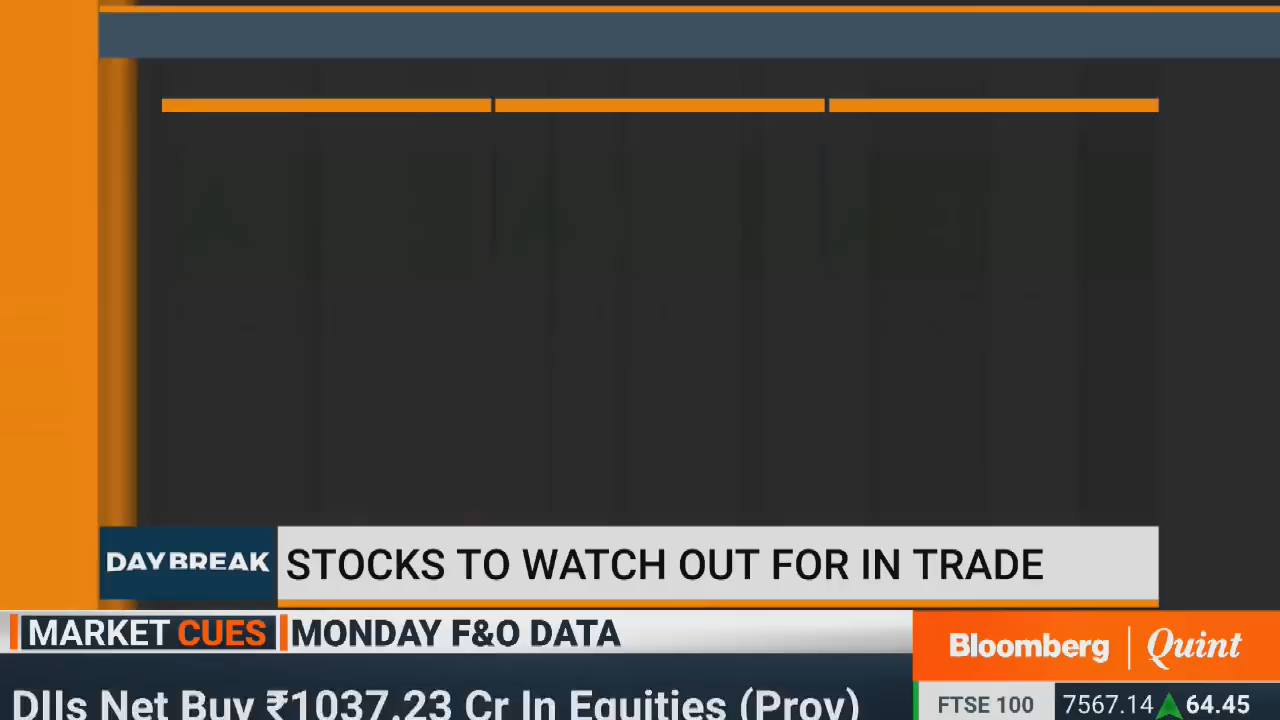 DAYBREAK STOCKS TO WATCH OUT FOR IN TRADE
MARKET CUES MONDAY F&O DATA
Bloomberg | Quint
DIIs Net Buy ₹1037.23 Cr In Equities (Prov)
FTSE 100 7567.14 64.45